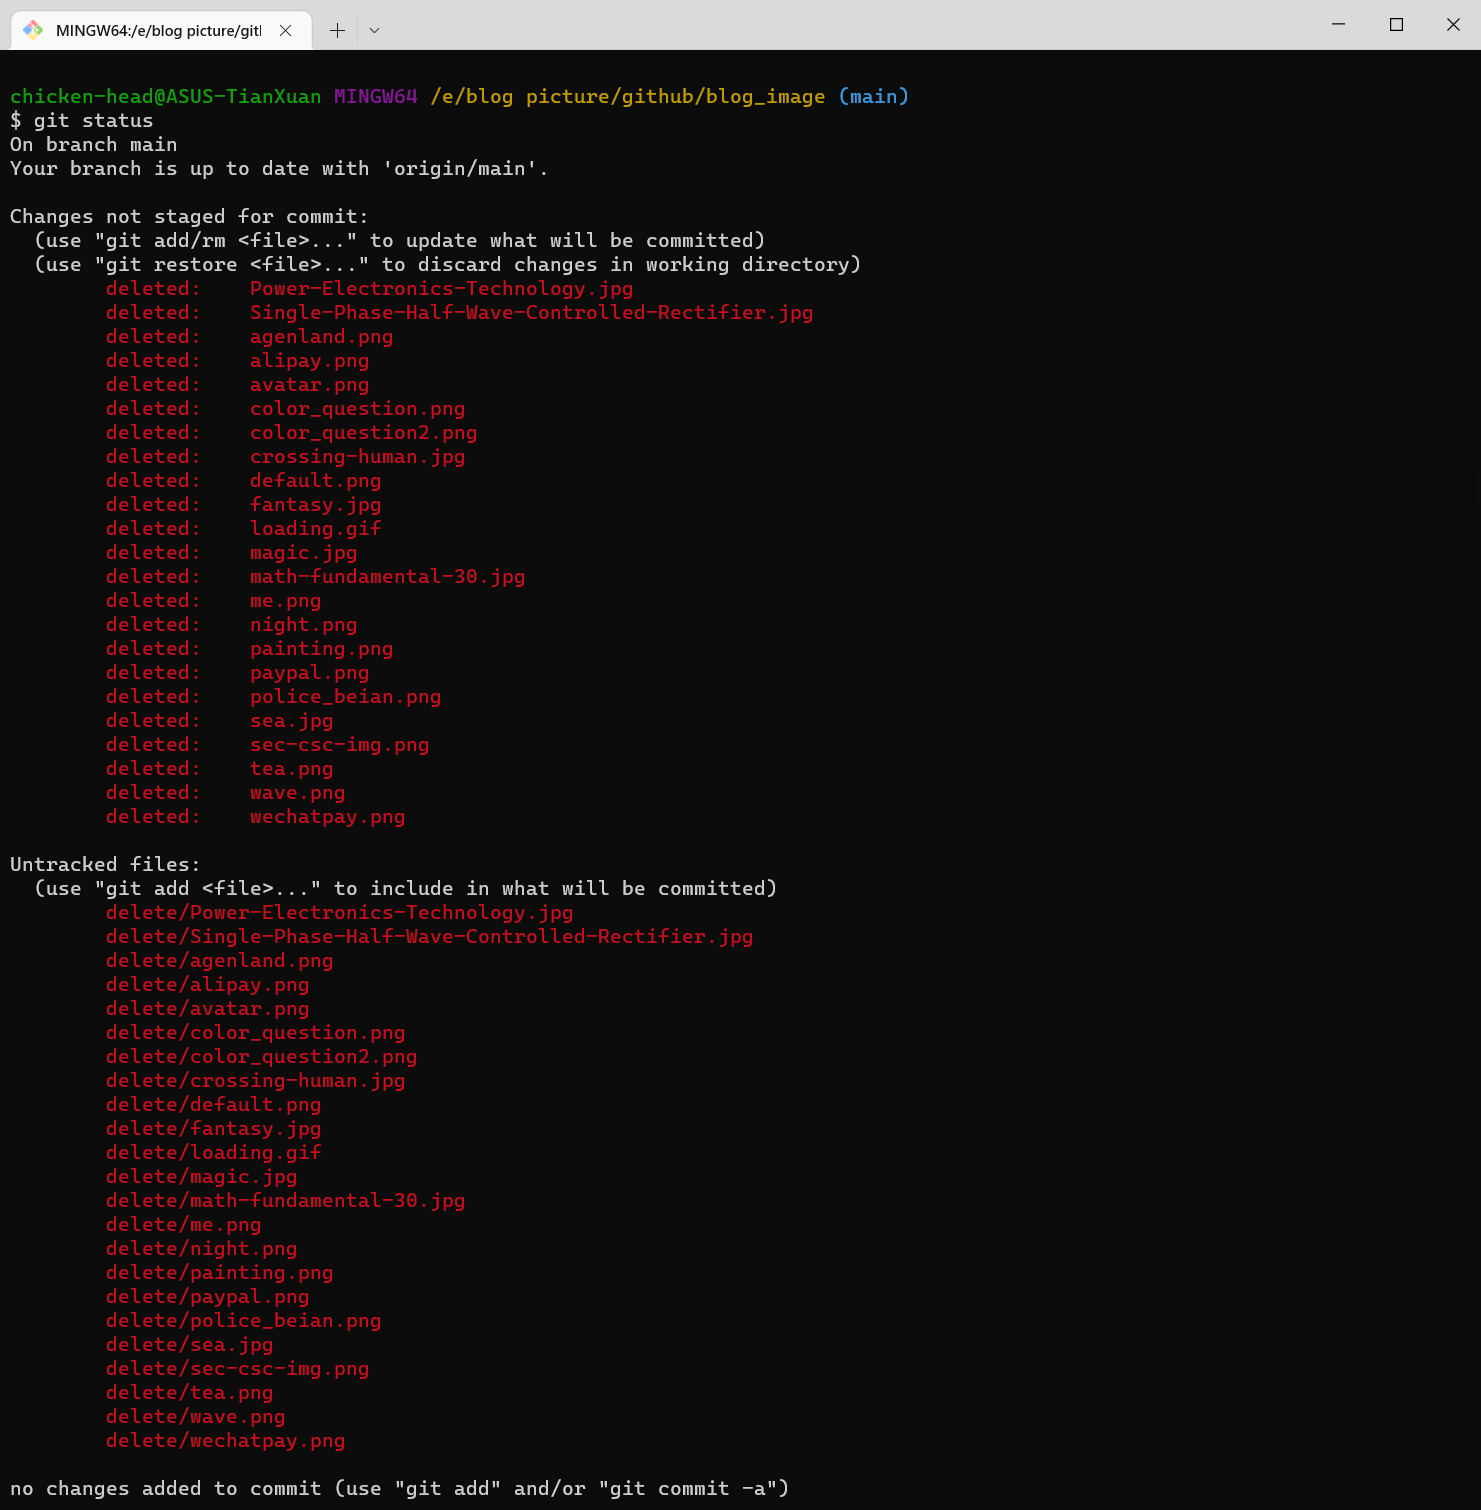 MINGW64:/e/blog picture/gitl
chicken-head@ASUS-TianXuan MINGW64 /e/blog picture/github/blog_image (main)
$ git status
On branch main
Your branch is up to date with 'origin/main'.
Changes not staged for commit:
(use "git add/rm <file>..." to update what will be committed)
(use "git restore <file>..." to discard changes in working directory)
deleted: Power-Electronics-Technology.jpg
deleted: Single-Phase-Half-Wave-Controlled-Rectifier.jpg
deleted: agenland.png
deleted: alipay.png
deleted: avatar.png
deleted: color_question.png
deleted: color_question2.png
deleted: crossing-human.jpg
deleted: default.png
deleted: fantasy.jpg
deleted: loading.gif
deleted: magic.jpg
deleted: math-fundamental-30.jpg
deleted: me.png
deleted: night.png
deleted: painting.png
deleted: paypal.png
deleted: police_beian.png
deleted: sea.jpg
deleted: sec-csc-img.png
deleted: tea.png
deleted: wave.png
deleted: wechatpay.png
Untracked files:
(use "git add <file>..." to include in what will be committed)
delete/Power-Electronics-Technology.jpg
delete/Single-Phase-Half-Wave-Controlled-Rectifier.jpg
delete/agenland.png
delete/alipay.png
delete/avatar.png
delete/color_question.png
delete/color_question2.png
delete/crossing-human.jpg
delete/default.png
delete/fantasy.jpg
delete/loading.gif
delete/magic.jpg
delete/math-fundamental-30.jpg
delete/me.png
delete/night.png
delete/painting.png
delete/paypal.png
delete/police_beian.png
delete/sea.jpg
delete/sec-csc-img.png
delete/tea.png
delete/wave.png
delete/wechatpay.png
no changes added to commit (use "git add" and/or "git commit -a")